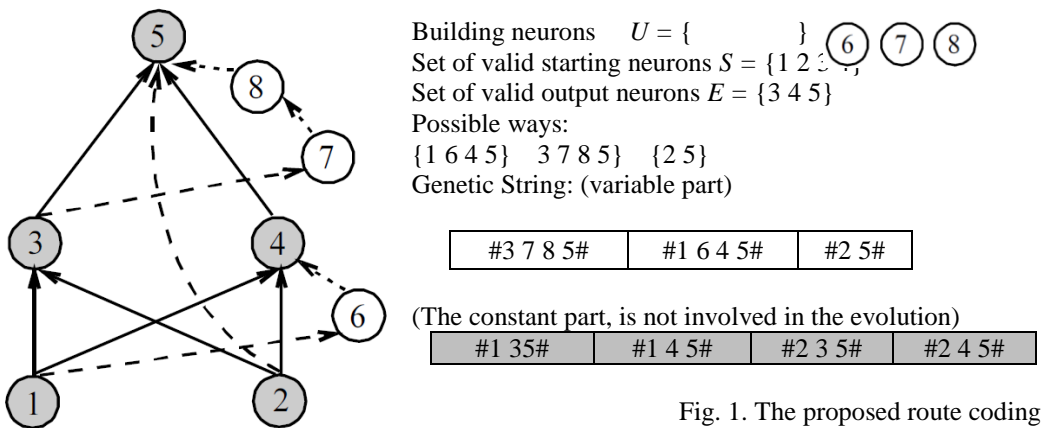 5
8
7
3
4
6
1
2
Building neurons U = { }
6 7 8
Set of valid starting neurons S = {1 2 3 4}
Set of valid output neurons E = {3 4 5}
Possible ways:
{1 6 4 5} 3 7 8 5} {2 5}
Genetic String: (variable part)
#3 7 8 5# #1 6 4 5# #2 5#
(The constant part, is not involved in the evolution)
#1 35# #1 4 5# #2 3 5# #2 4 5#
Fig. 1. The proposed route coding